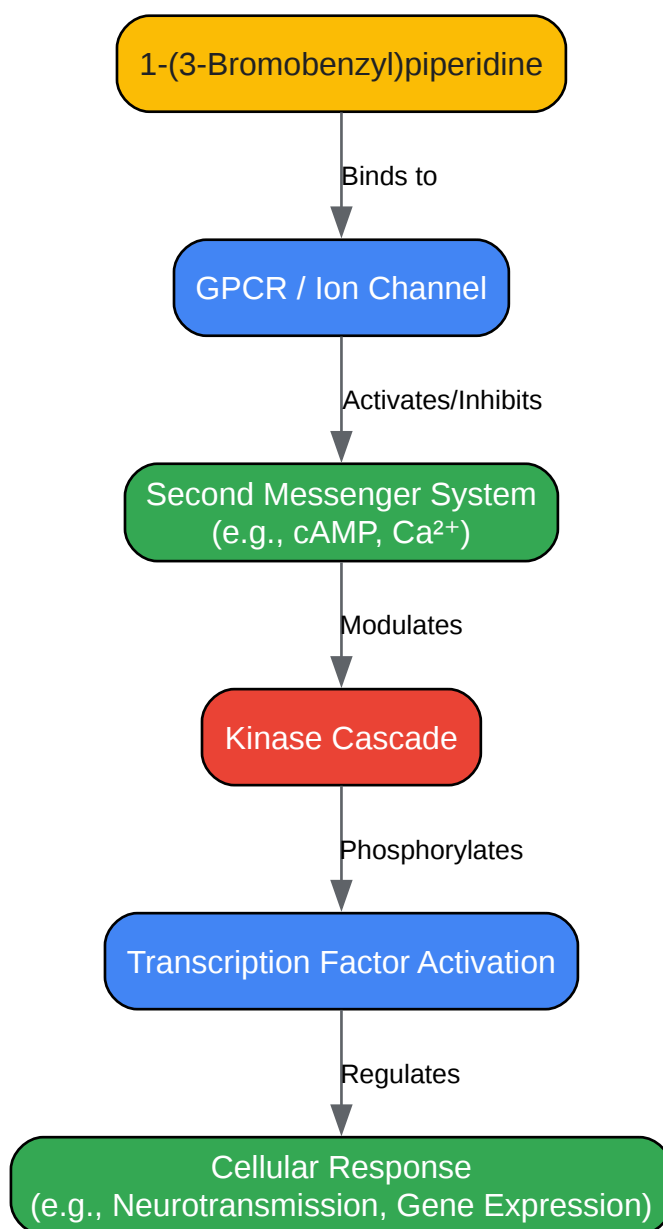 1-(3-Bromobenzyl)piperidine
Binds to
GPCR / Ion Channel
Activates/Inhibits
Second Messenger System
(e.g., cAMP, Ca²⁺)
Modulates
Kinase Cascade
Phosphorylates
Transcription Factor Activation
Regulates
Cellular Response
(e.g., Neurotransmission, Gene Expression)